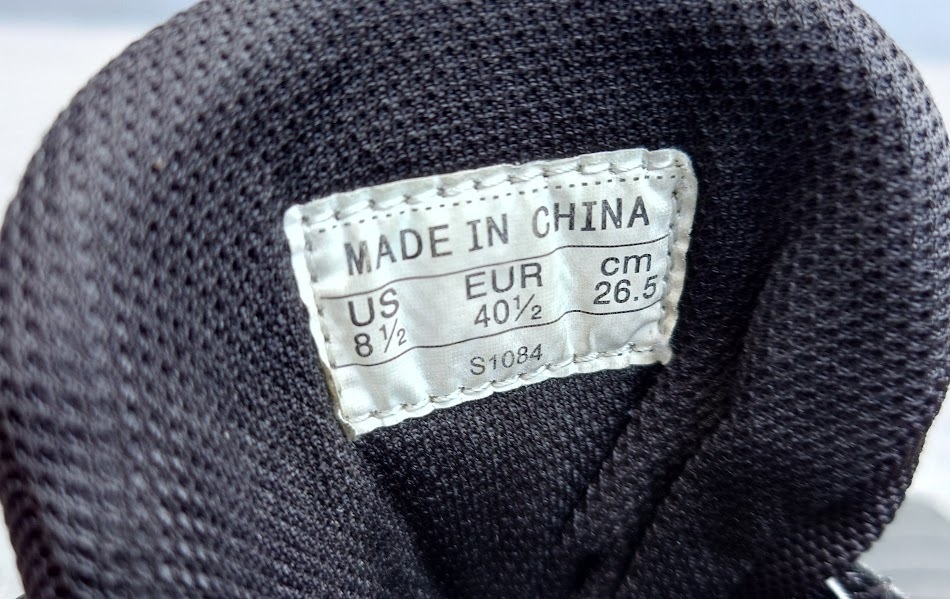 MADE IN CHINA
US EUR cm
8½ 40½ 26.5
S1084